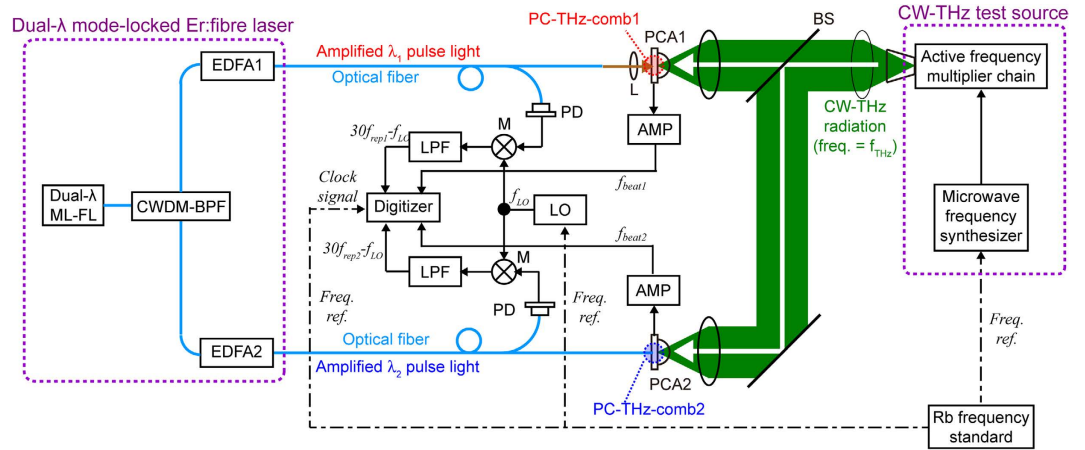 Dual-λ mode-locked Er:fibre laser
EDFA1
Dual-λ
ML-FL
CWDM-BPF
EDFA2
Amplified λ1 pulse light
Optical fiber
PC-THz-comb1
L
PCA1
BS
CW-THz test source
Active frequency
multiplier chain
CW-THz
radiation
(freq. = fTHz)
Microwave
frequency
synthesizer
Freq.
ref.
Rb frequency
standard
PD
M
LPF
30frep1-fLO
AMP
fbeat1
Clock
signal
Digitizer
fLO
LO
fbeat2
30frep2-fLO
LPF
M
PD
AMP
Freq.
ref.
Freq.
ref.
Optical fiber
Amplified λ2 pulse light
PCA2
PC-THz-comb2